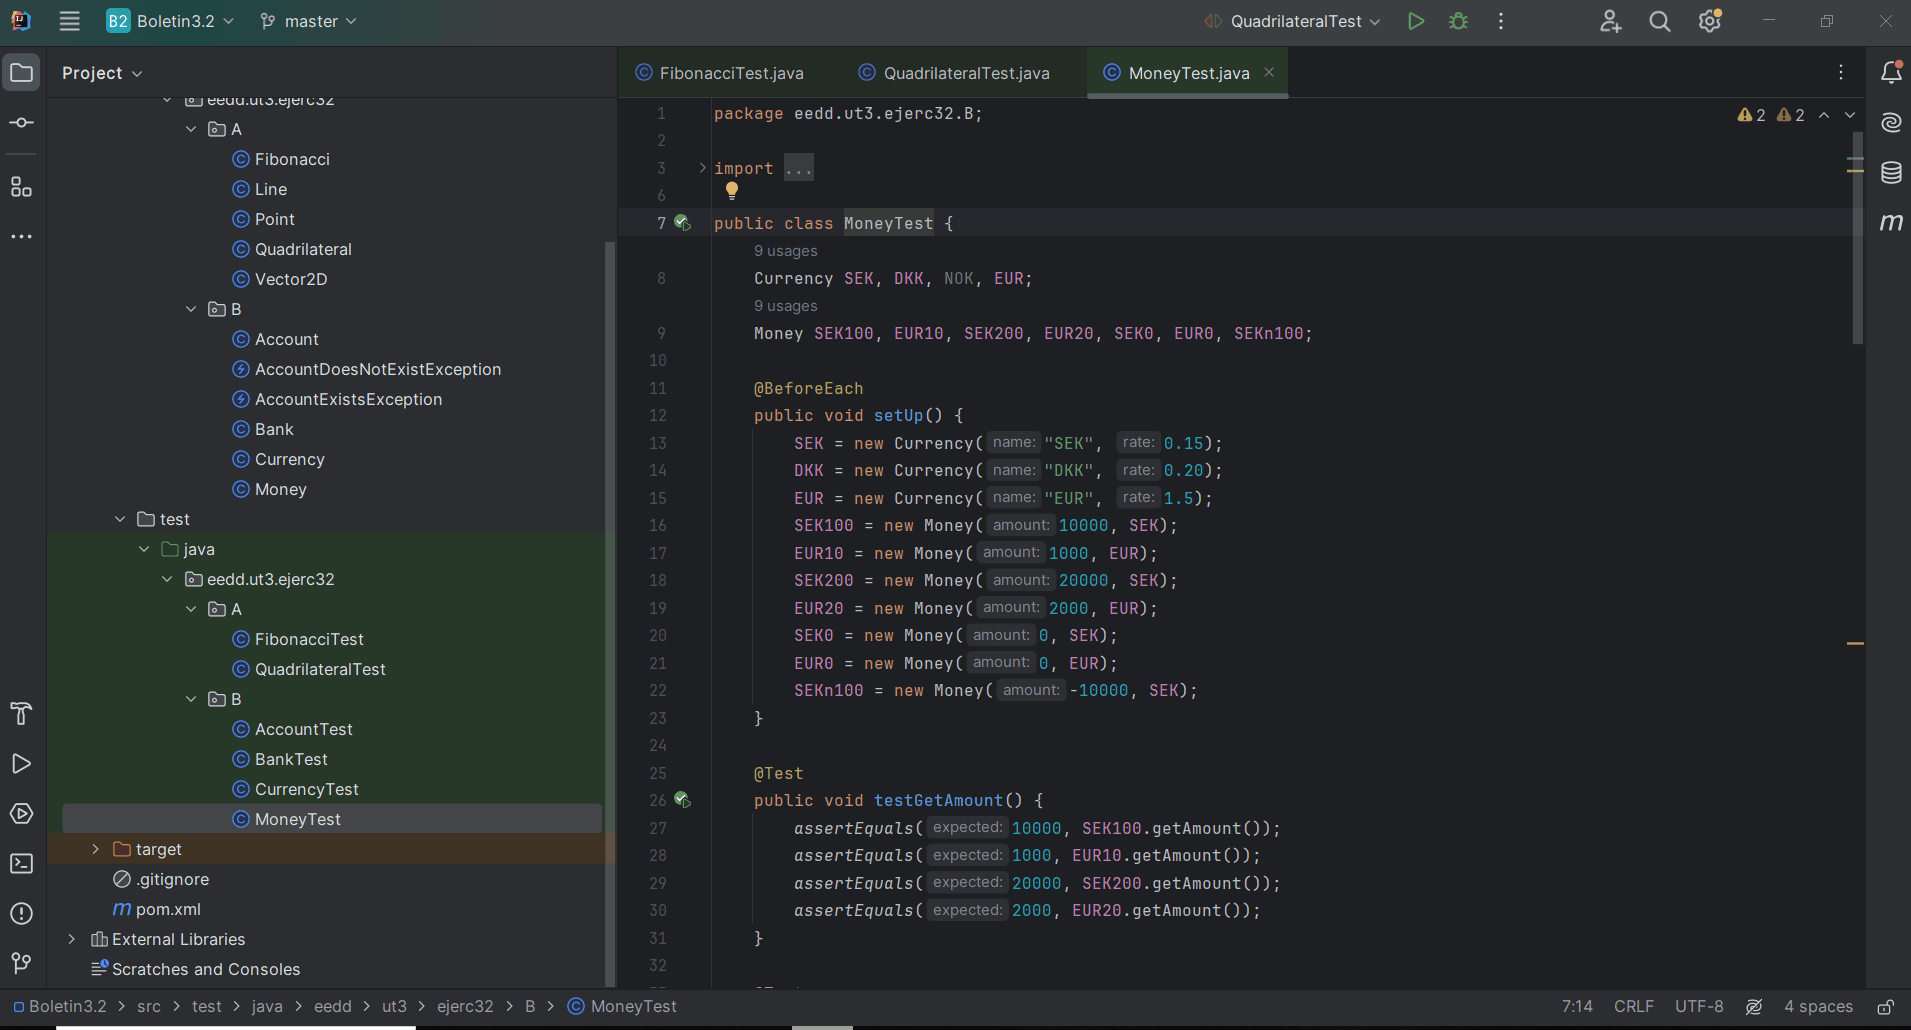 B2 Boletin3.2 master QuadrilateralTest
Project
eedd.ut3.ejerc32
A
Fibonacci
Line
Point
Quadrilateral
Vector2D
B
Account
AccountDoesNotExistException
AccountExistsException
Bank
Currency
Money
test
java
eedd.ut3.ejerc32
A
FibonacciTest
QuadrilateralTest
B
AccountTest
BankTest
CurrencyTest
MoneyTest
target
.gitignore
m pom.xml
External Libraries
Scratches and Consoles
FibonacciTest.java QuadrilateralTest.java MoneyTest.java
2 2
1 package eedd.ut3.ejerc32.B;
2
3 import ...
6
7 public class MoneyTest {
9 usages
8 Currency SEK, DKK, NOK, EUR;
9 usages
9 Money SEK100, EUR10, SEK200, EUR20, SEK0, EUR0, SEKn100;
10
11 @BeforeEach
12 public void setUp() {
13 SEK = new Currency( name: "SEK", rate: 0.15);
14 DKK = new Currency( name: "DKK", rate: 0.20);
15 EUR = new Currency( name: "EUR", rate: 1.5);
16 SEK100 = new Money( amount: 10000, SEK);
17 EUR10 = new Money( amount: 1000, EUR);
18 SEK200 = new Money( amount: 20000, SEK);
19 EUR20 = new Money( amount: 2000, EUR);
20 SEK0 = new Money( amount: 0, SEK);
21 EUR0 = new Money( amount: 0, EUR);
22 SEKn100 = new Money( amount: -10000, SEK);
23 }
24
25 @Test
26 public void testGetAmount() {
27 assertEquals( expected: 10000, SEK100.getAmount());
28 assertEquals( expected: 1000, EUR10.getAmount());
29 assertEquals( expected: 20000, SEK200.getAmount());
30 assertEquals( expected: 2000, EUR20.getAmount());
31 }
32
m
Boletin3.2 > src > test > java > eedd > ut3 > ejerc32 > B > MoneyTest 7:14 CRLF UTF-8 4 spaces